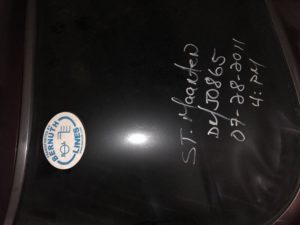 BERNUTH
LINES
ST. MAARTEN
07-28-2011
4:PM